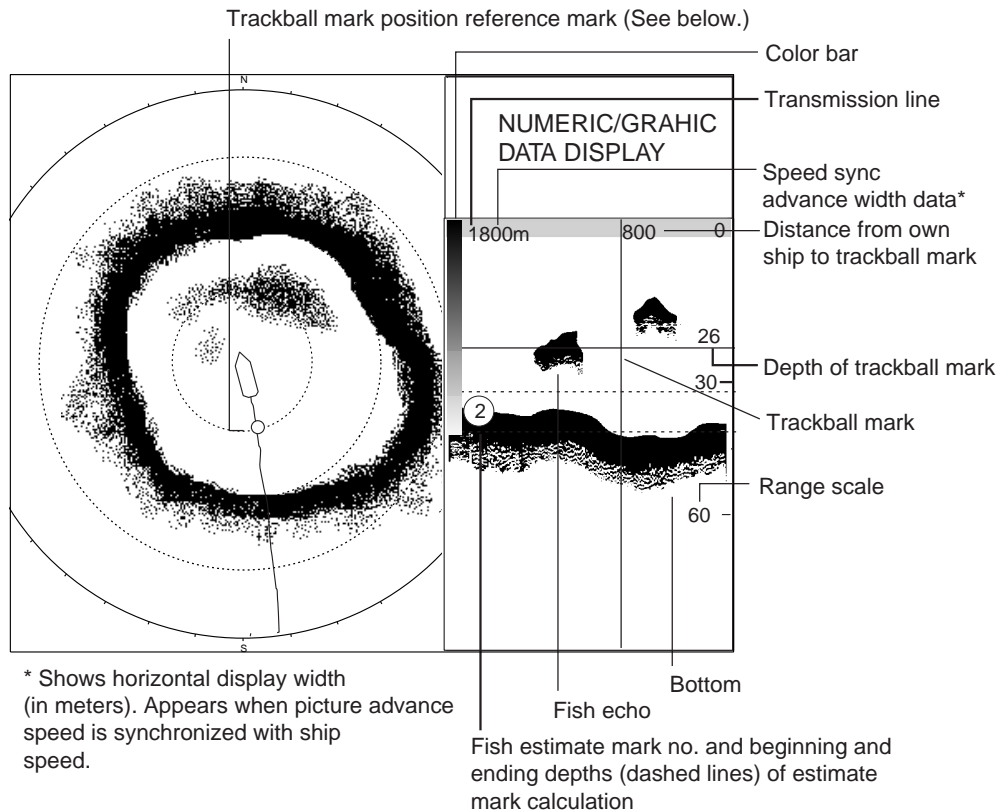 Trackball mark position reference mark (See below.)
Color bar
N
Transmission line
NUMERIC/GRAHIC
DATA DISPLAY
Speed sync
advance width data*
1800m
800
0
Distance from own
ship to trackball mark
26
Depth of trackball mark
30
2
Trackball mark
Range scale
60
S
* Shows horizontal display width
(in meters). Appears when picture advance
speed is synchronized with ship
speed.
Bottom
Fish echo
Fish estimate mark no. and beginning and
ending depths (dashed lines) of estimate
mark calculation